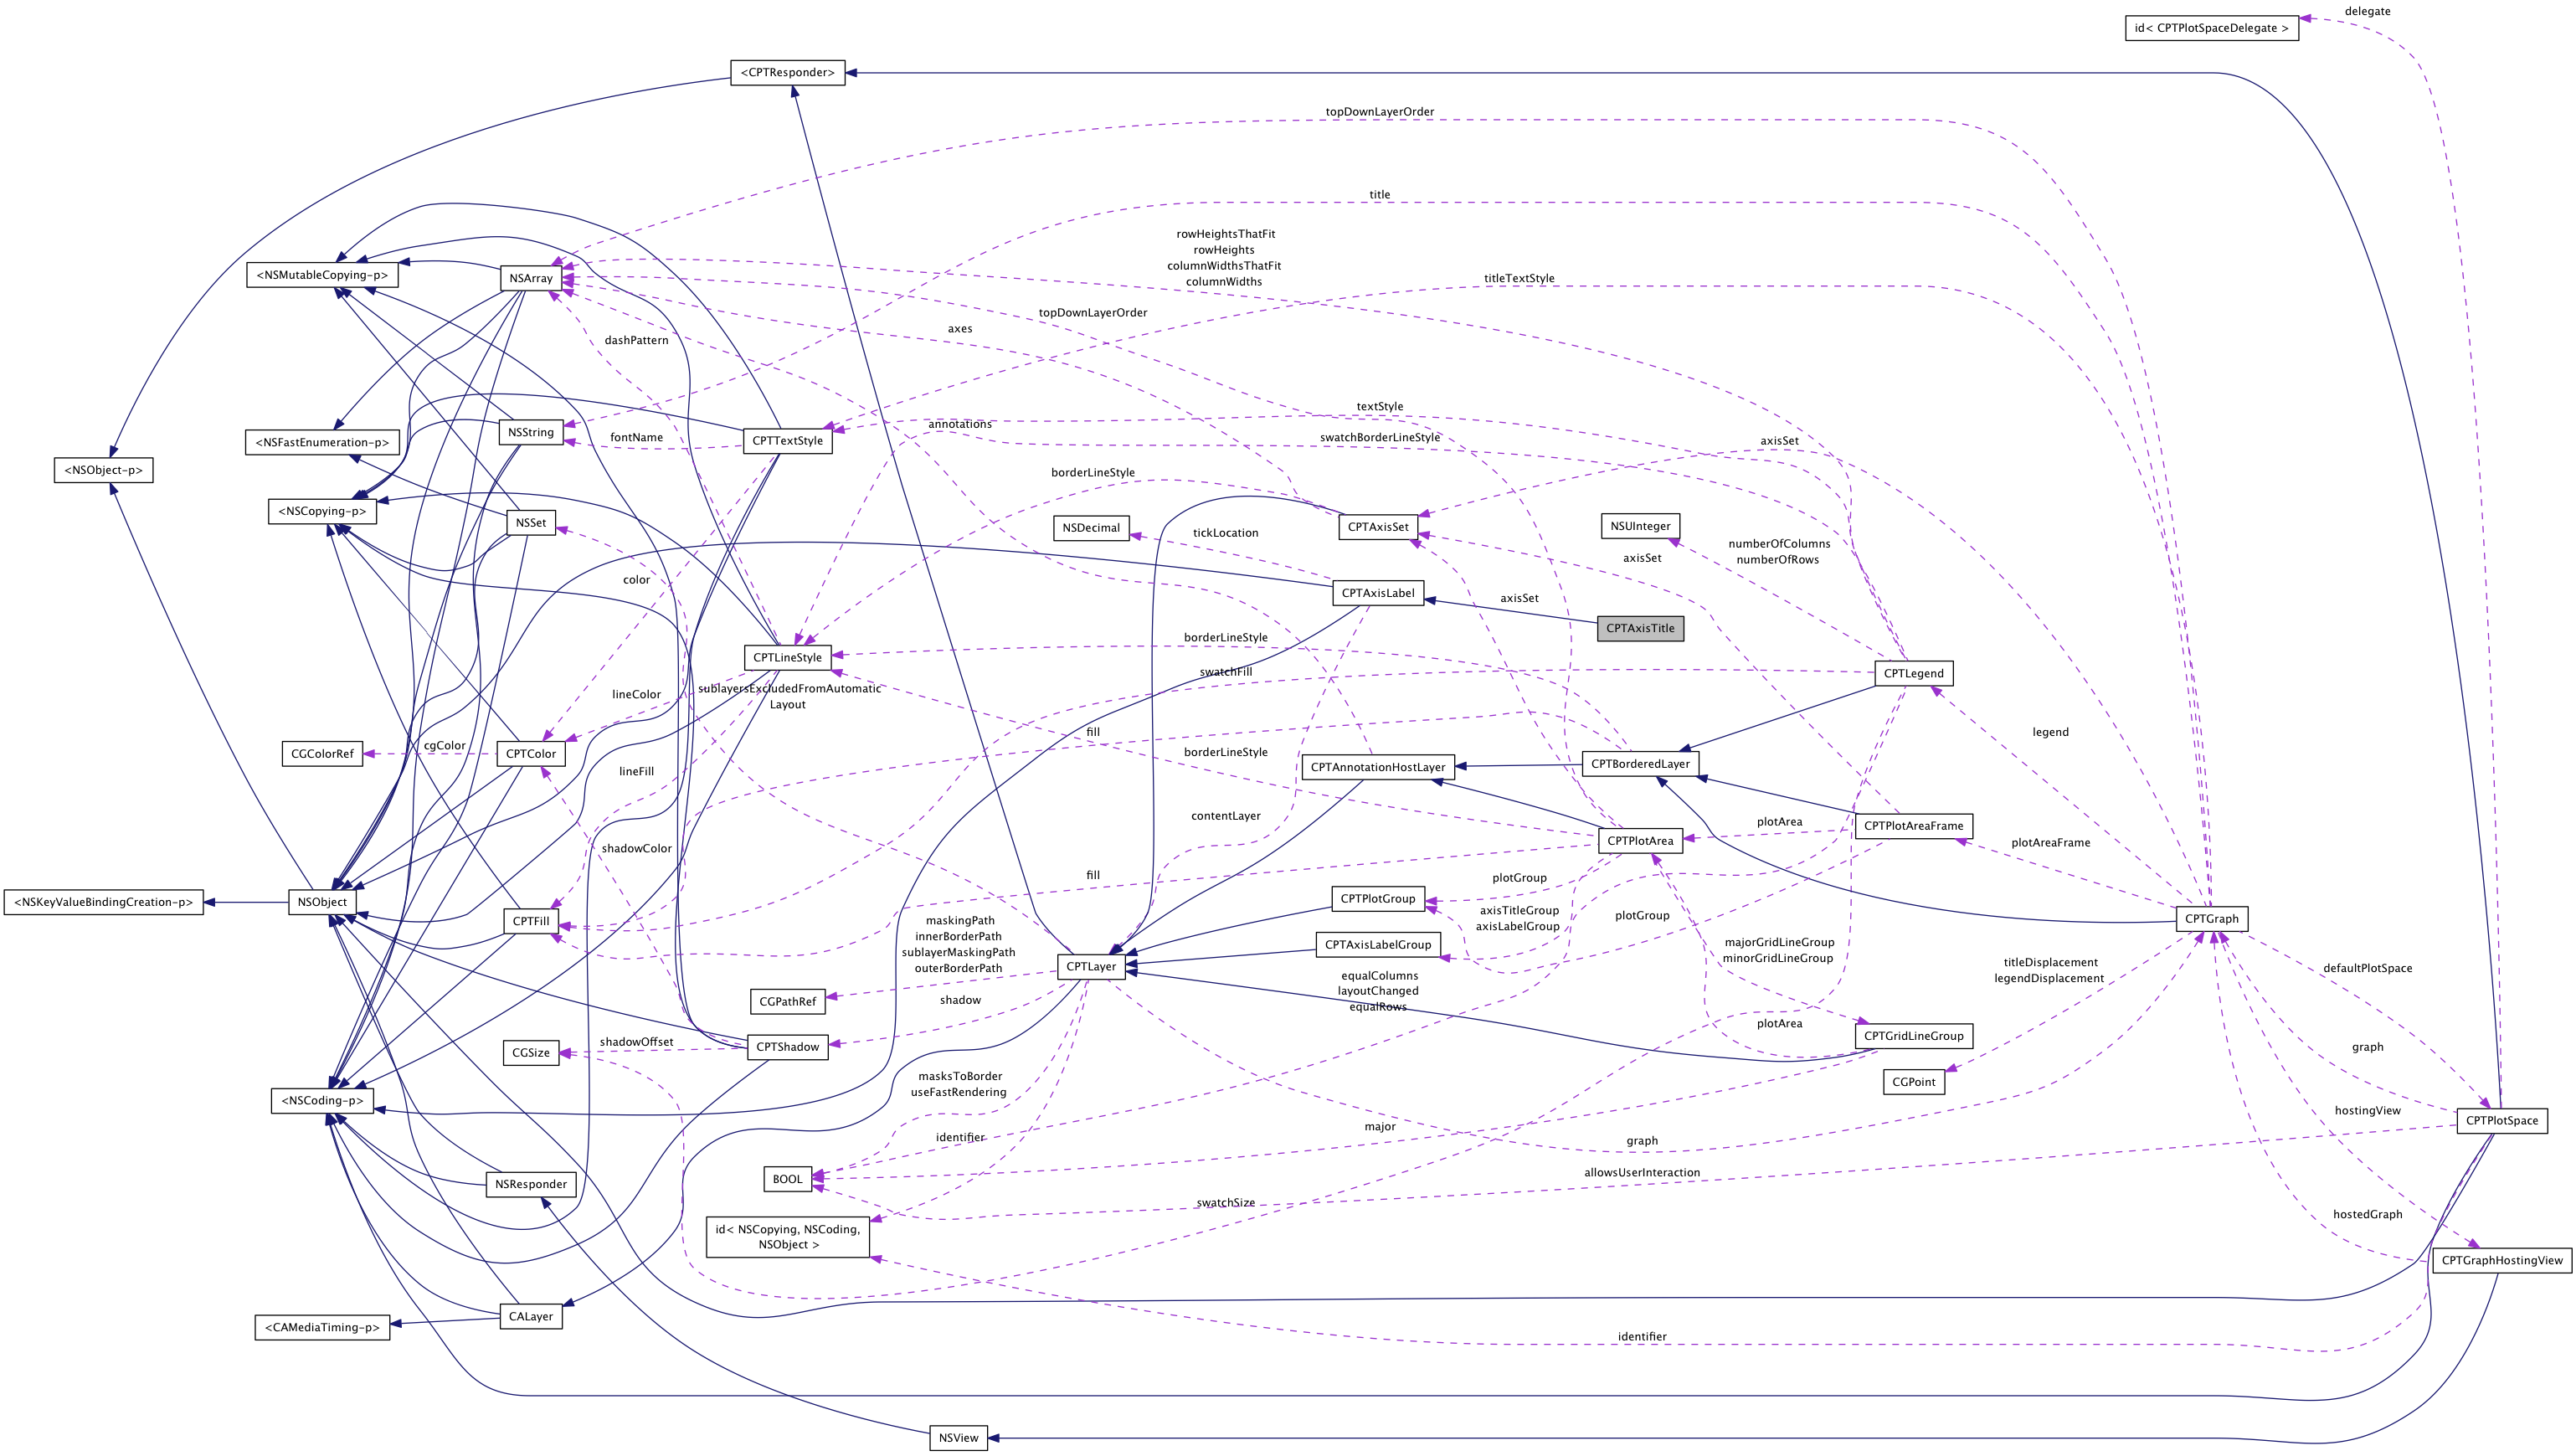 delegate
id< CPTPlotSpaceDelegate >
<CPTResponder>
topDownLayerOrder
title
rowHeightsThatFit
rowHeights
columnWidthsThatFit
columnWidths
<NSMutableCopying-p>
NSArray
titleTextStyle
topDownLayerOrder
axes
dashPattern
textStyle
annotations
NSString
fontName
CPTTextStyle
swatchBorderLineStyle
axisSet
<NSFastEnumeration-p>
<NSObject-p>
borderLineStyle
<NSCopying-p>
NSSet
NSDecimal
tickLocation
CPTAxisSet
NSUInteger
numberOfColumns
numberOfRows
axisSet
color
CPTAxisLabel
axisSet
CPTAxisTitle
borderLineStyle
CPTLineStyle
swatchFill
CPTLegend
lineColor
sublayersExcludedFromAutomatic
Layout
fill
legend
CGColorRef
cgColor
CPTColor
borderLineStyle
CPTAnnotationHostLayer
CPTBorderedLayer
lineFill
contentLayer
plotArea
CPTPlotAreaFrame
CPTPlotArea
plotAreaFrame
shadowColor
fill
plotGroup
<NSKeyValueBindingCreation-p>
NSObject
CPTFill
CPTPlotGroup
axisTitleGroup
axisLabelGroup
plotGroup
CPTGraph
maskingPath
innerBorderPath
sublayerMaskingPath
outerBorderPath
CPTAxisLabelGroup
majorGridLineGroup
minorGridLineGroup
CPTLayer
titleDisplacement
legendDisplacement
defaultPlotSpace
equalColumns
layoutChanged
equalRows
CGPathRef
shadow
plotArea
CPTGridLineGroup
shadowOffset
CGSize
CPTShadow
graph
CGPoint
masksToBorder
useFastRendering
<NSCoding-p>
hostingView
CPTPlotSpace
identifier
major
graph
BOOL
allowsUserInteraction
NSResponder
swatchSize
hostedGraph
id< NSCopying, NSCoding,
NSObject >
CPTGraphHostingView
CALayer
<CAMediaTiming-p>
identifier
NSView